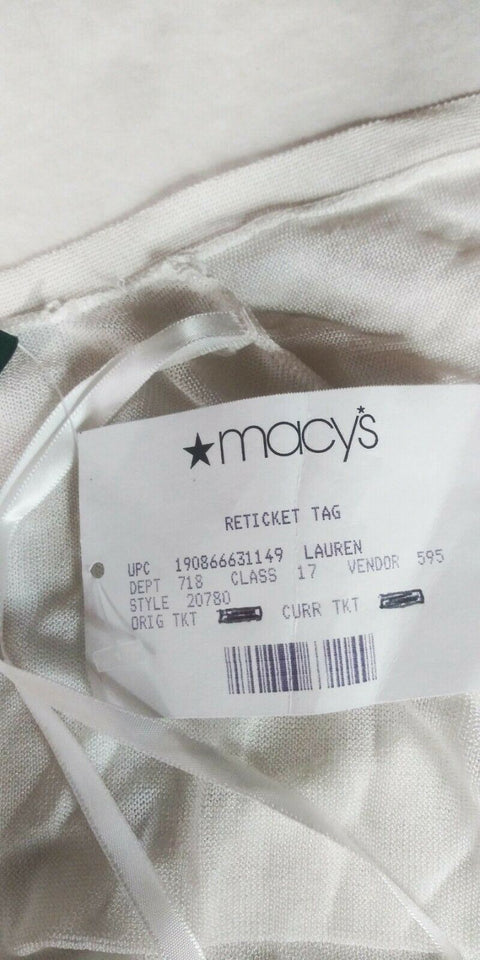 ★macy*s
RETICKET TAG
UPC 190866631149 LAUREN
DEPT 718 CLASS 17 VENDOR 595
STYLE 20780
ORIG TKT CURR TKT